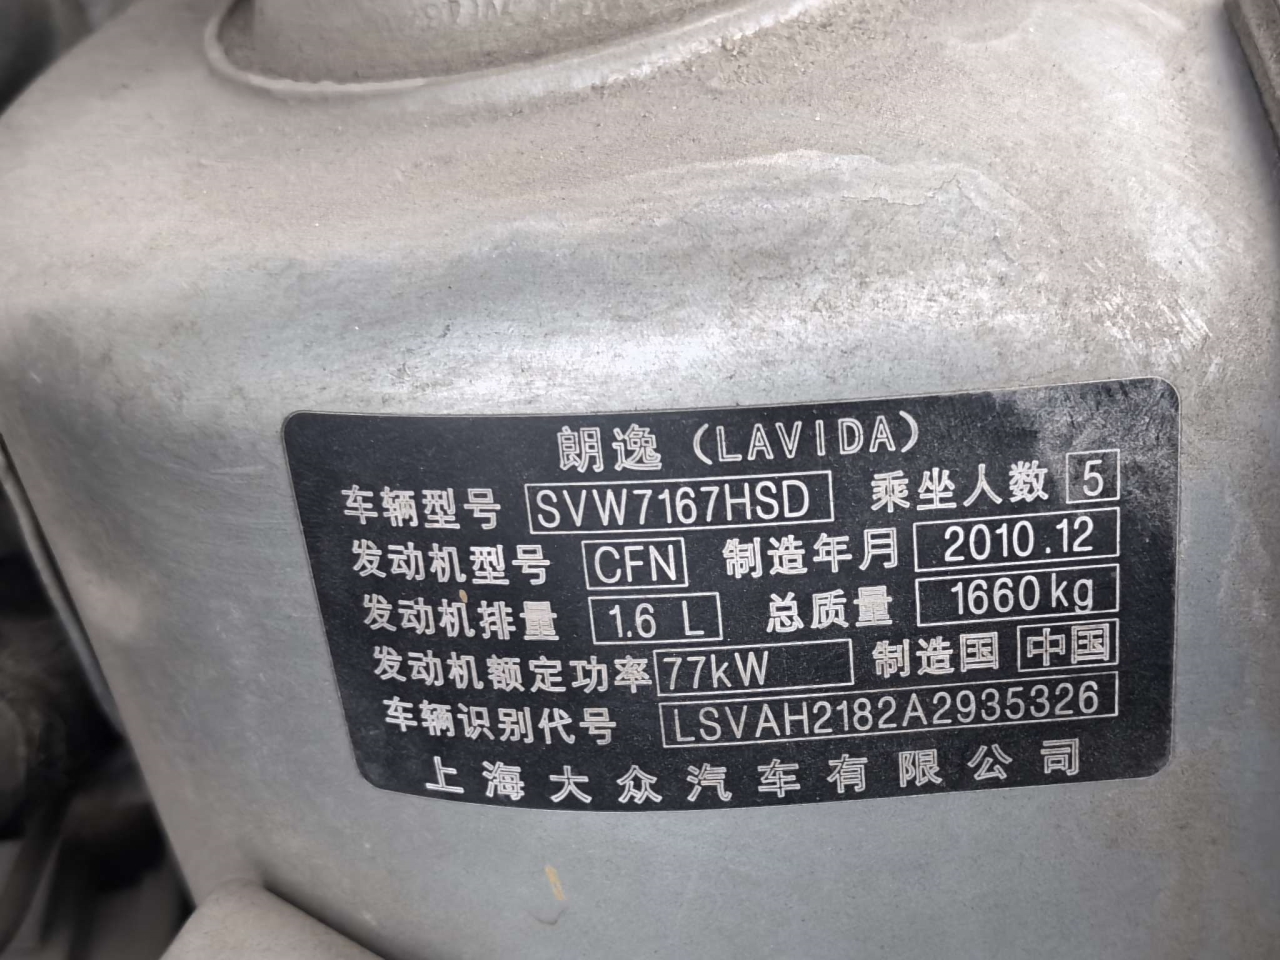 朗逸（LAVIDA）
车辆型号 SVW7167HSD 乘坐人数 5
发动机型号 CFN 制造年月 2010.12
发动机排量 1.6 L 总质量 1660kg
发动机额定功率 77kW 制造国 中国
车辆识别代号 LSVAH2182A2935326
上海大众汽车有限公司